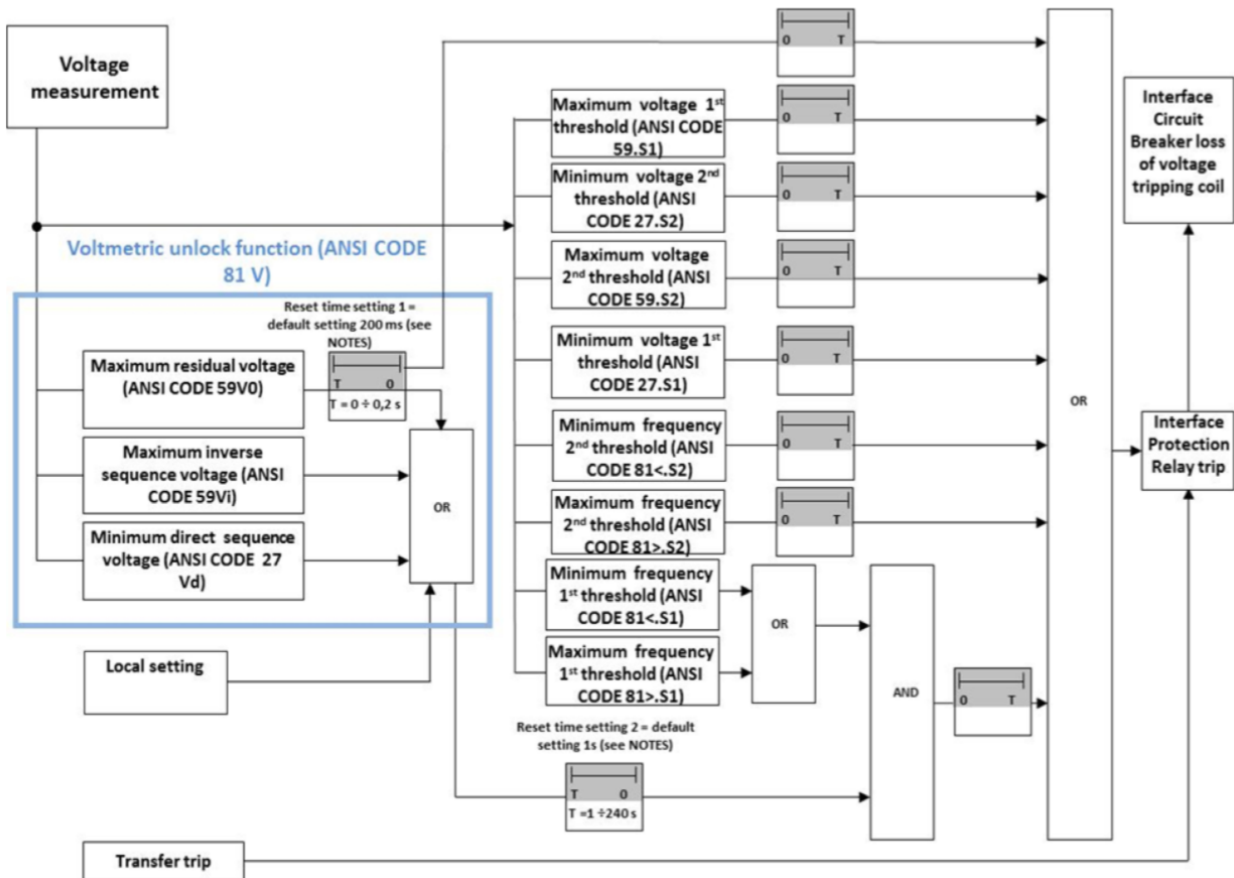 Voltage
measurement
Voltmetric unlock function (ANSI CODE
81 V)
Reset time setting 1 =
default setting 200 ms (see
NOTES)
T 0
T = 0 ÷ 0,2 s
Maximum residual voltage
(ANSI CODE 59V0)
Maximum inverse
sequence voltage (ANSI
CODE 59Vi)
Minimum direct sequence
voltage (ANSI CODE 27
Vd)
OR
Local setting
Transfer trip
0 T
Maximum voltage 1st
threshold (ANSI CODE
59.S1)
0 T
Minimum voltage 2nd
threshold (ANSI
CODE 27.S2)
0 T
Maximum voltage
2nd threshold (ANSI
CODE 59.S2)
0 T
Minimum voltage 1st
threshold (ANSI
CODE 27.S1)
0 T
Minimum frequency
2nd threshold (ANSI
CODE 81<.S2)
0 T
Maximum frequency
2nd threshold (ANSI
CODE 81>.S2)
0 T
Minimum frequency
1st threshold (ANSI
CODE 81<.S1)
Maximum frequency
1st threshold (ANSI
CODE 81>.S1)
OR
AND
0 T
Reset time setting 2 = default
setting 1s (see NOTES)
T 0
T =1 ÷240 s
OR
Interface
Circuit
Breaker loss
of voltage
tripping coil
Interface
Protection
Relay trip